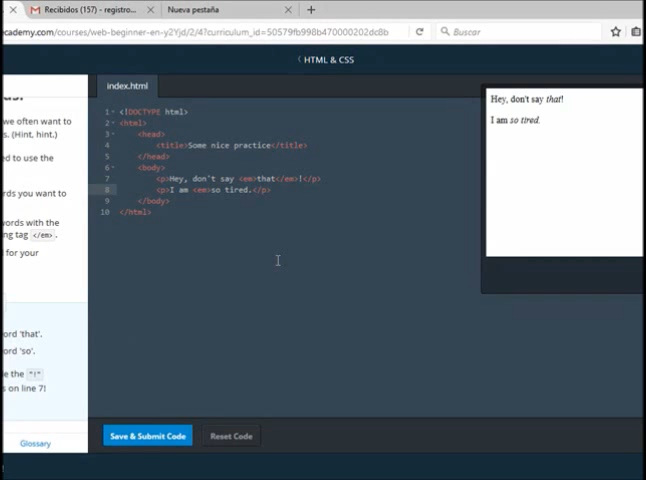 Recibidos (157) - registro...
Nueva pestaña
ecademy.com/courses/web-beginner-en-y2Yjd/2/4?curriculum_id=50579fb998b470000202dc8b
Buscar
HTML & CSS
we often want to
s. (Hint, hint.)
ed to use the
rds you want to
words with the
ng tag </em>.
d for your
ord 'that'.
ord 'so'.
e the "!"
s on line 7!
Glossary
index.html
1 <!DOCTYPE html>
2 <html>
3 <head>
4 <title>Some nice practice</title>
5 </head>
6 <body>
7 <p>Hey, don't say <em>that</em>!</p>
8 <p>I am <em>so tired.</p>
9 </body>
10 </html>
Save & Submit Code
Reset Code
Hey, don't say that!
I am so tired.